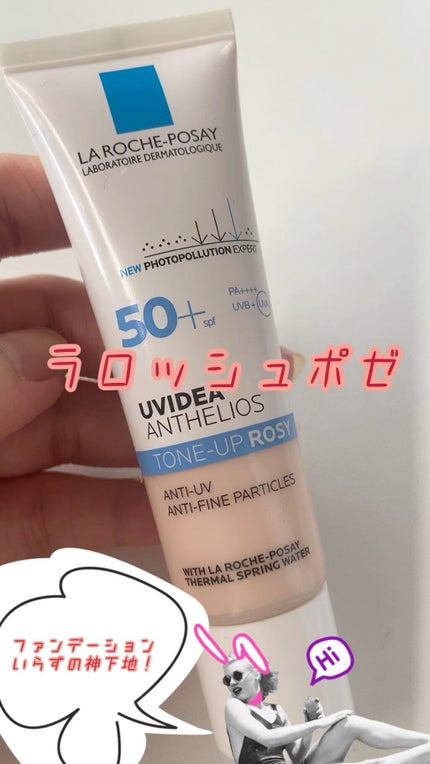 LA ROCHE-POSAY
LABORATOIRE DERMATOLOGIQUE
NEW PHOTOPOLLUTION EXPERT
50+ spf
PA++++
UVB + UVA
ラロッシュポゼ
UVIDEA
ANTHELIOS
TONE-UP ROSY
ANTI-UV
ANTI-FINE PARTICLES
WITH LA ROCHE-POSAY
THERMAL SPRING WATER
ファンデーション
いらずの神下地！
Hi